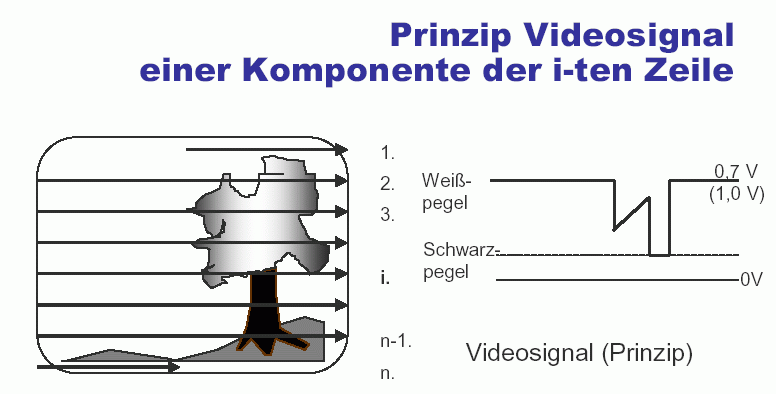 Prinzip Videosignal
einer Komponente der i-ten Zeile
1.
2.
3.
i.
n-1.
n.
Weiß-
pegel
0,7 V
(1,0 V)
Schwarz-
pegel
0V
Videosignal (Prinzip)